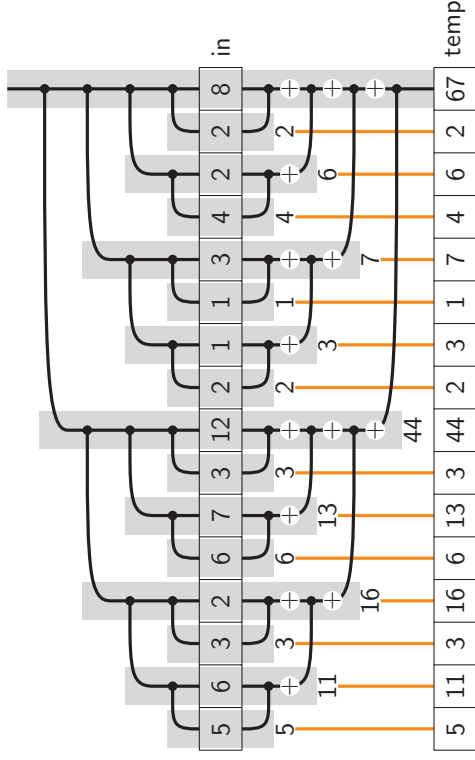 5 5 5
11 11 + 6
3 3 3
16 16 + + 2
6 6 6
13 13 + 7
3 3 3
44 44 + + + 12
2 2 2
3 3 + 1
1 1 1
7 7 + + 3
4 4 4
6 6 + 2
2 2 2
67 + + + 8
temp in